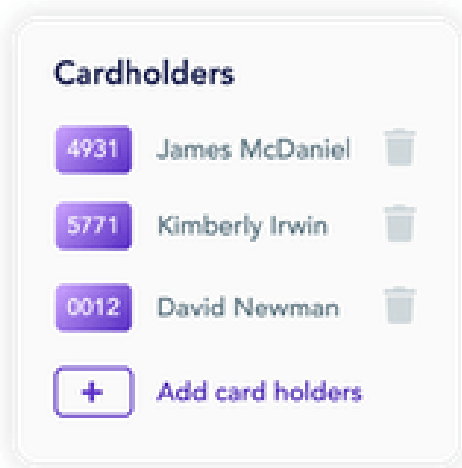 Cardholders
4931 James McDaniel
5771 Kimberly Irwin
0012 David Newman
+ Add card holders